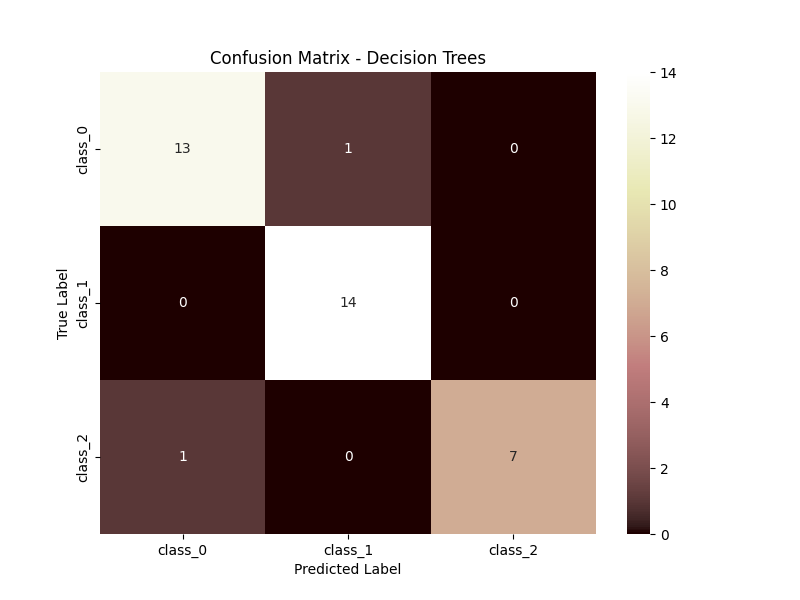 Confusion Matrix - Decision Trees
True Label
class_0
13
1
0
class_1
0
14
0
class_2
1
0
7
class_0
class_1
class_2
Predicted Label
14
12
10
8
6
4
2
0